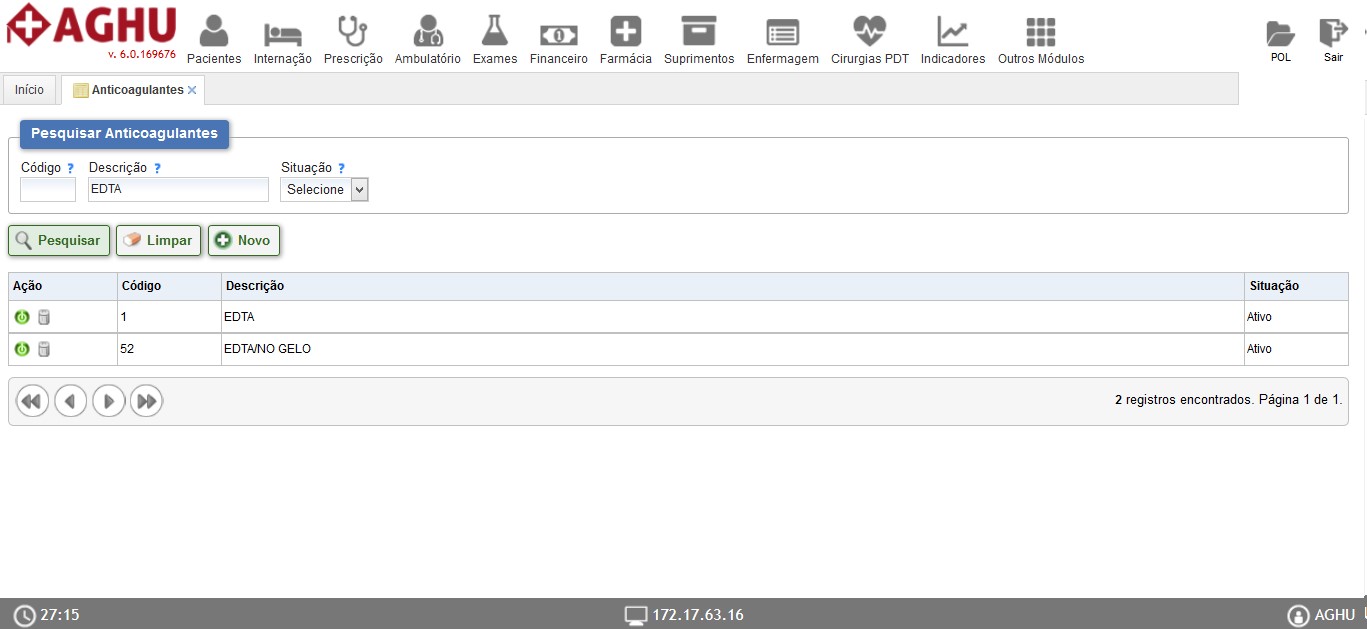 AGHU
v. 6.0.169676
Pacientes Internação Prescrição Ambulatório Exames Financeiro Farmácia Suprimentos Enfermagem Cirurgias PDT Indicadores Outros Módulos POL Sair
Início Anticoagulantes
Pesquisar Anticoagulantes
Código ? Descrição ? Situação ?
EDTA Selecione
Pesquisar Limpar Novo
Ação Código Descrição Situação
1 EDTA Ativo
52 EDTA/NO GELO Ativo
2 registros encontrados. Página 1 de 1.
27:15 172.17.63.16 AGHU